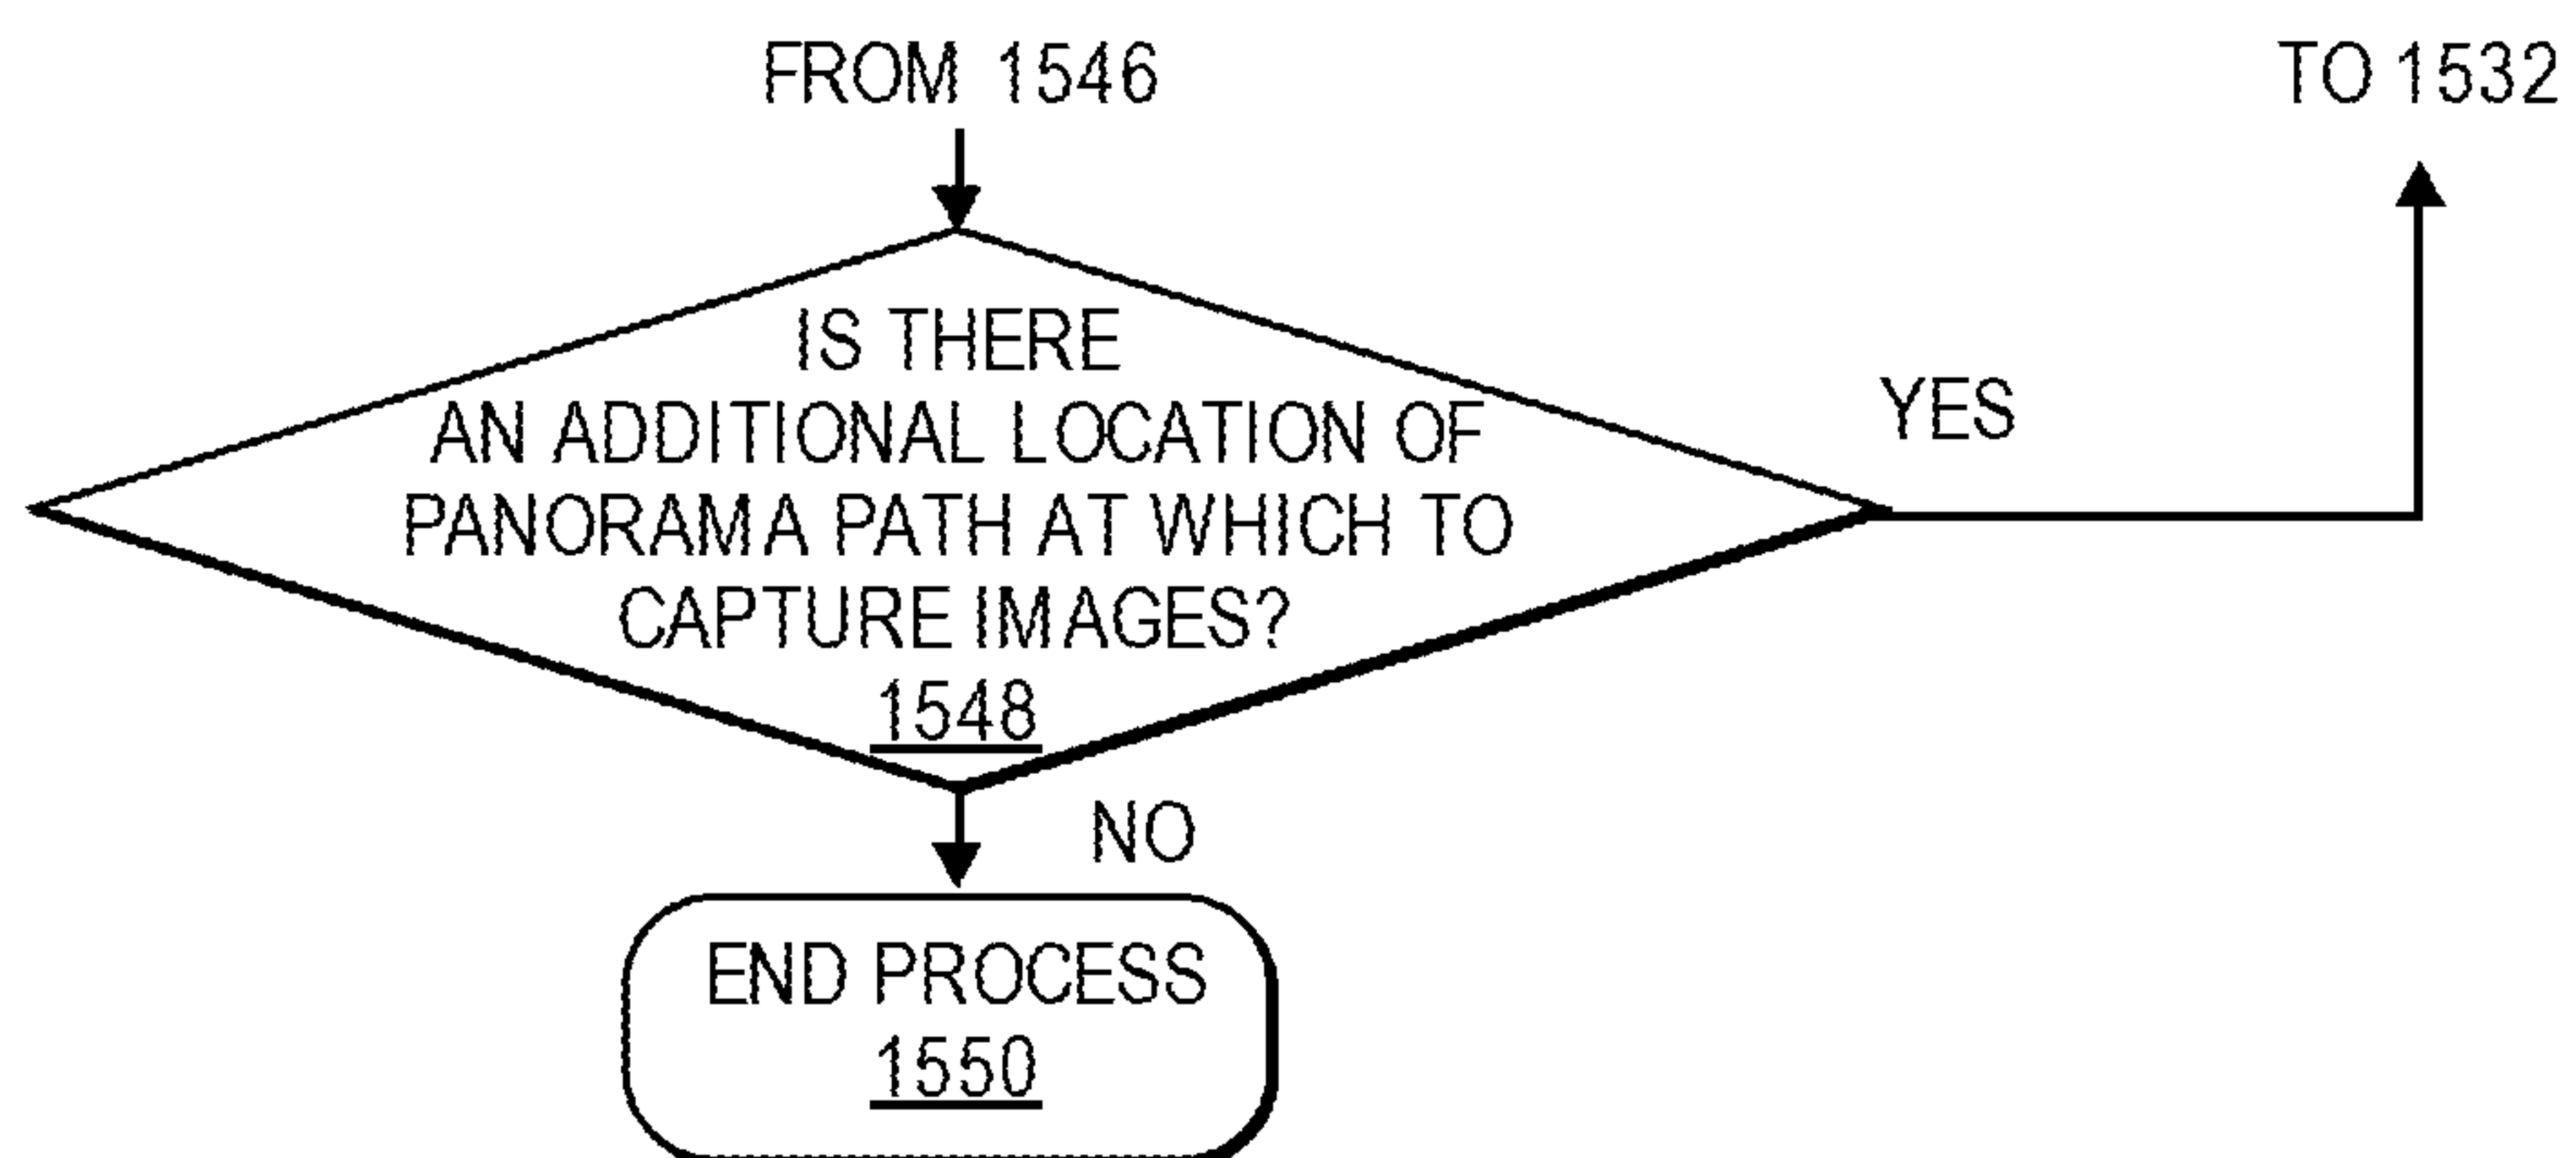 FROM 1546
TO 1532
IS THERE
AN ADDITIONAL LOCATION OF
PANORAMA PATH AT WHICH TO
CAPTURE IMAGES?
1548
YES
NO
END PROCESS
1550